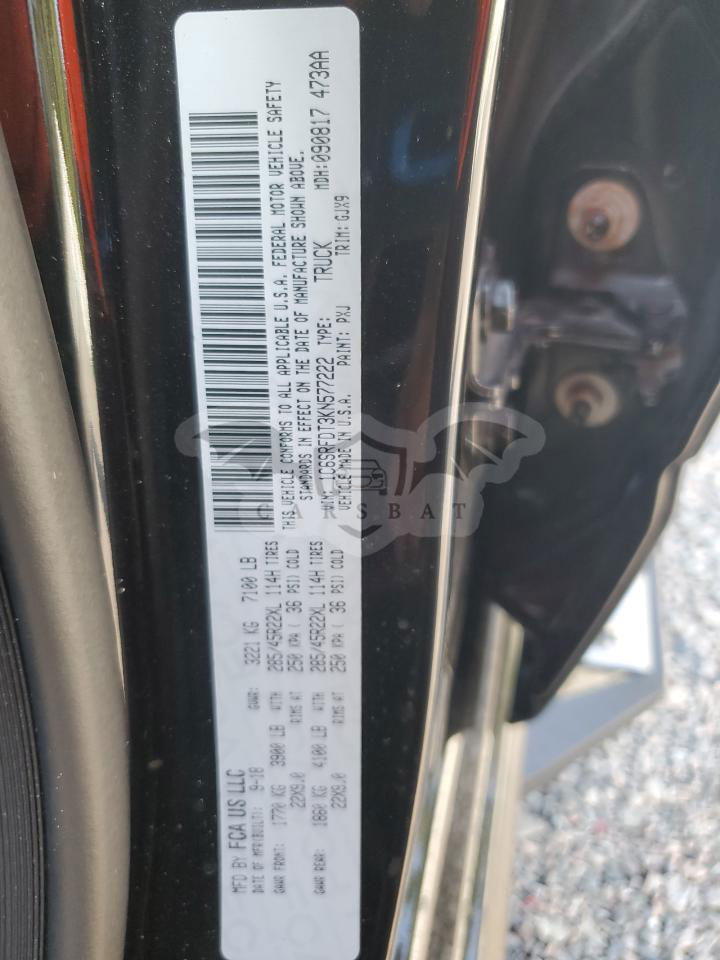 MFD BY FCA US LLC
DATE OF MFR(BUILT): 9-18 GVWR: 3221 KG 7100 LB
GAWR FRONT: 1770 KG 3900 LB WITH 285/45R22XL 114H TIRES
22X9.0 RIMS AT 250 KPA ( 36 PSI) COLD
GAWR REAR: 1860 KG 4100 LB WITH 285/45R22XL 114H TIRES
22X9.0 RIMS AT 250 KPA ( 36 PSI) COLD
THIS VEHICLE CONFORMS TO ALL APPLICABLE U.S.A. FEDERAL MOTOR VEHICLE SAFETY
STANDARDS IN EFFECT ON THE DATE OF MANUFACTURE SHOWN ABOVE.
VIN: 1C6SRFDT3KN577222 TYPE: TRUCK MDH:090817 473AA
VEHICLE MADE IN U.S.A. PAINT: PXJ TRIM: GJX9
CARSBAT